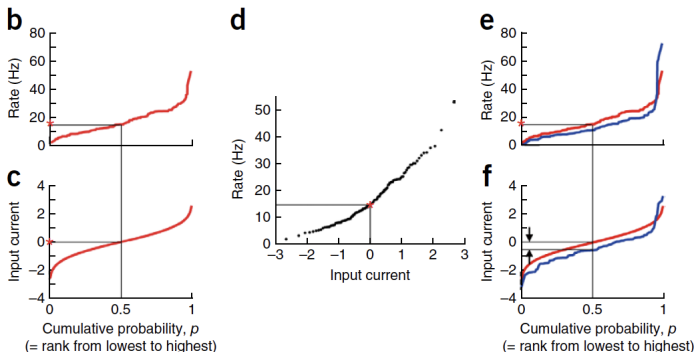 b
80
60
40
20
0
Rate (Hz)
c
4
2
0
−2
−4
Input current
0
0.5
1
Cumulative probability, p
(= rank from lowest to highest)
d
50
40
30
20
10
0
Rate (Hz)
−3
−2
−1
0
1
2
3
Input current
e
80
60
40
20
0
Rate (Hz)
f
4
2
0
−2
−4
Input current
0
0.5
1
Cumulative probability, p
(= rank from lowest to highest)